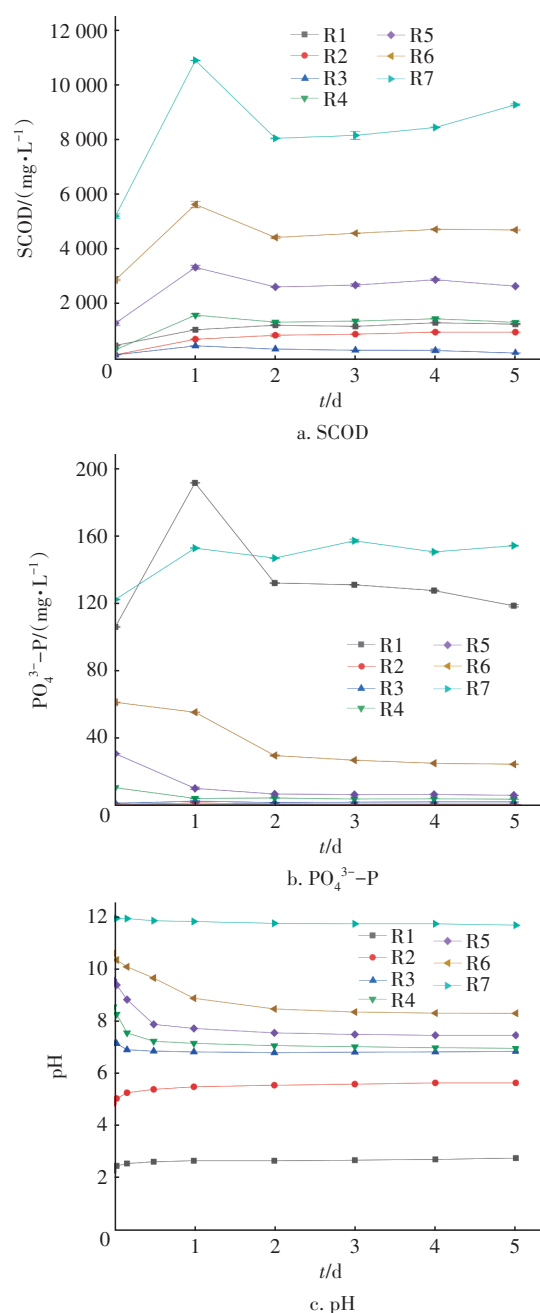 12 000
10 000
8 000
6 000
4 000
2 000
0
SCOD/(mg•L⁻¹)
R1 R5
R2 R6
R3 R7
R4
1 2 3 4 5
t/d
a. SCOD
200
160
120
80
40
0
PO₄³⁻-P/(mg•L⁻¹)
R1 R5
R2 R6
R3 R7
R4
1 2 3 4 5
t/d
b. PO₄³⁻-P
12
10
8
6
4
2
0
pH
R1 R5
R2 R6
R3 R7
R4
1 2 3 4 5
t/d
c. pH